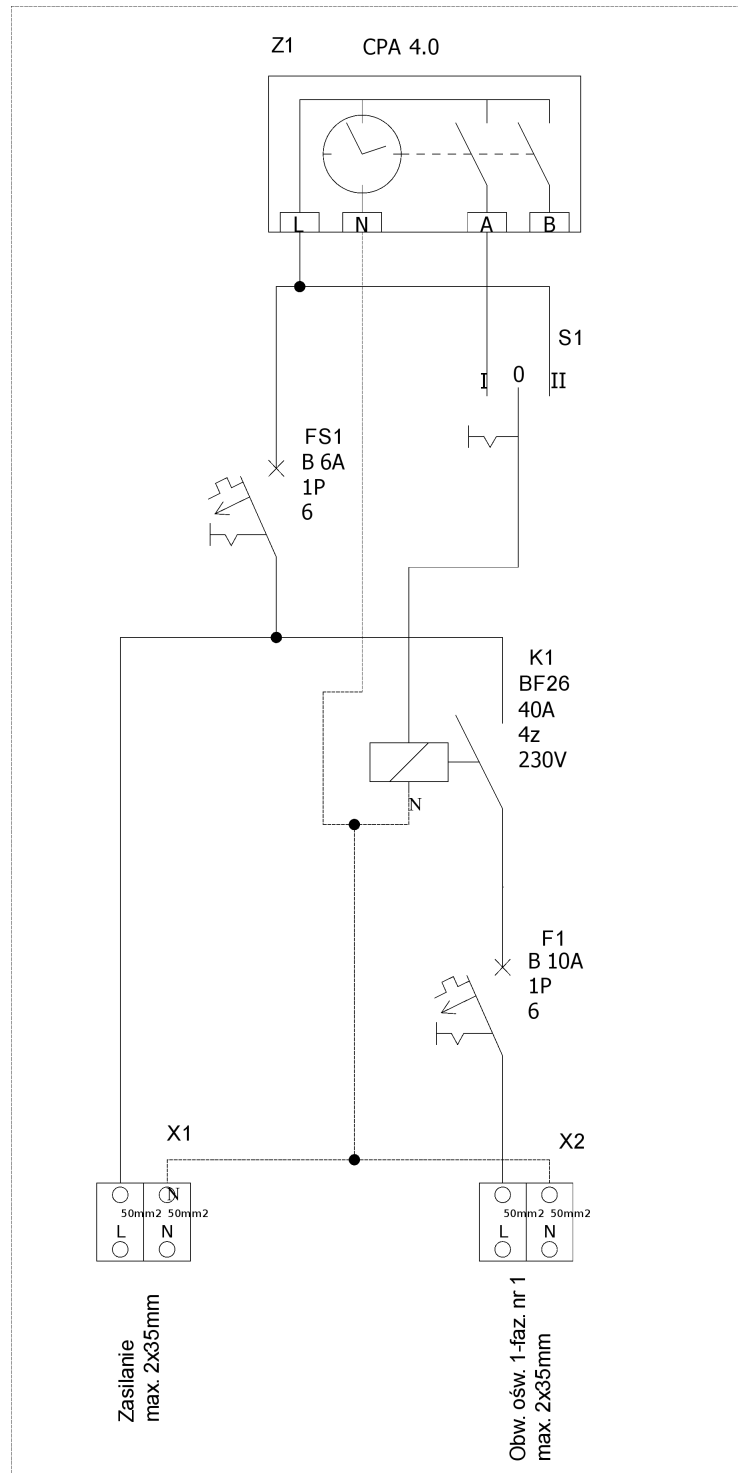 Z1 CPA 4.0
L N A B
S1
I 0 II
FS1
B 6A
1P
6
K1
BF26
40A
4z
230V
N
F1
B 10A
1P
6
X1
X2
N
50mm2 50mm2
L N
50mm2 50mm2
L N
Zasilanie
max. 2x35mm
Obw. ośw. 1-faz. nr 1
max. 2x35mm